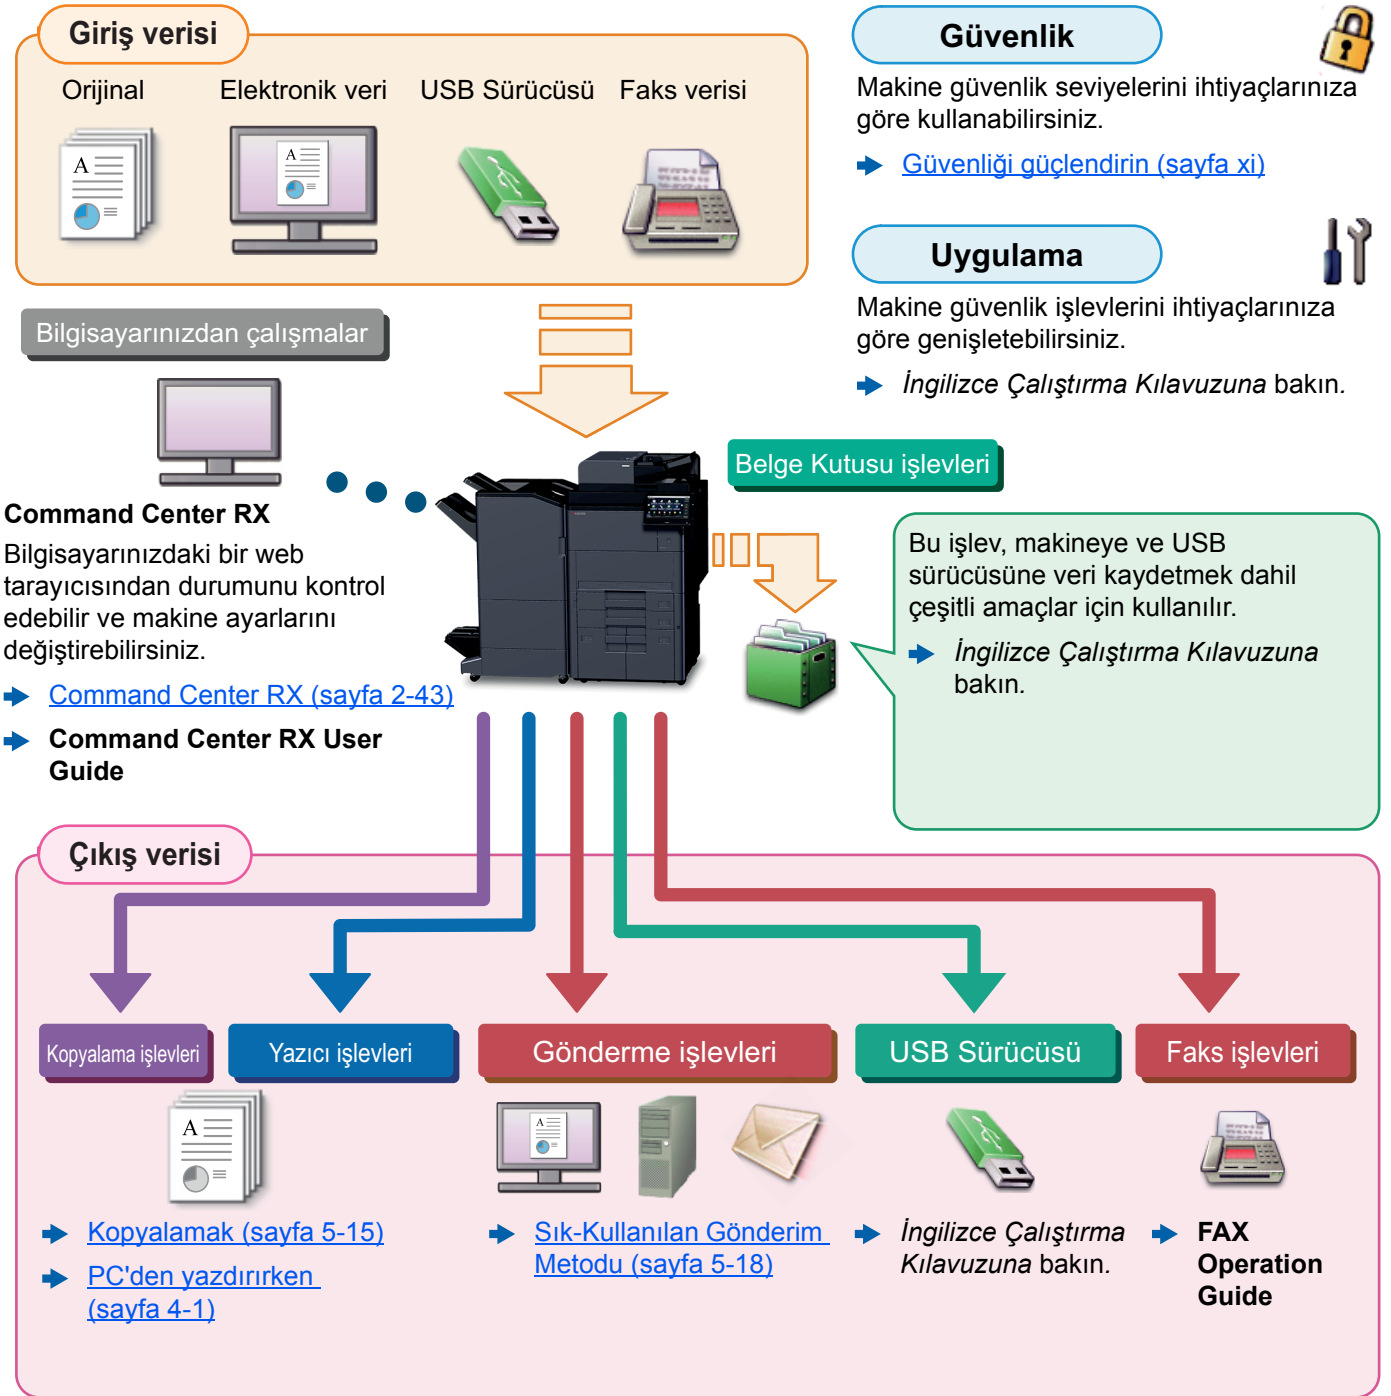 Giriş verisi
Orijinal
Elektronik veri
USB Sürücüsü
Faks verisi
Güvenlik
Makine güvenlik seviyelerini ihtiyaçlarınıza
göre kullanabilirsiniz.
Güvenliği güçlendirin (sayfa xi)
Uygulama
Makine güvenlik işlevlerini ihtiyaçlarınıza
göre genişletebilirsiniz.
İngilizce Çalıştırma Kılavuzuna bakın.
Bilgisayarınızdan çalışmalar
Command Center RX
Bilgisayarınızdaki bir web
tarayıcısından durumunu kontrol
edebilir ve makine ayarlarını
değiştirebilirsiniz.
Command Center RX (sayfa 2-43)
Command Center RX User
Guide
Belge Kutusu işlevleri
Bu işlev, makineye ve USB
sürücüsüne veri kaydetmek dahil
çeşitli amaçlar için kullanılır.
İngilizce Çalıştırma Kılavuzuna
bakın.
Çıkış verisi
Kopyalama işlevleri
Yazıcı işlevleri
Gönderme işlevleri
USB Sürücüsü
Faks işlevleri
A
Kopyalamak (sayfa 5-15)
PC'den yazdırırken
(sayfa 4-1)
Sık-Kullanılan Gönderim
Metodu (sayfa 5-18)
İngilizce Çalıştırma
Kılavuzuna bakın.
FAX
Operation
Guide